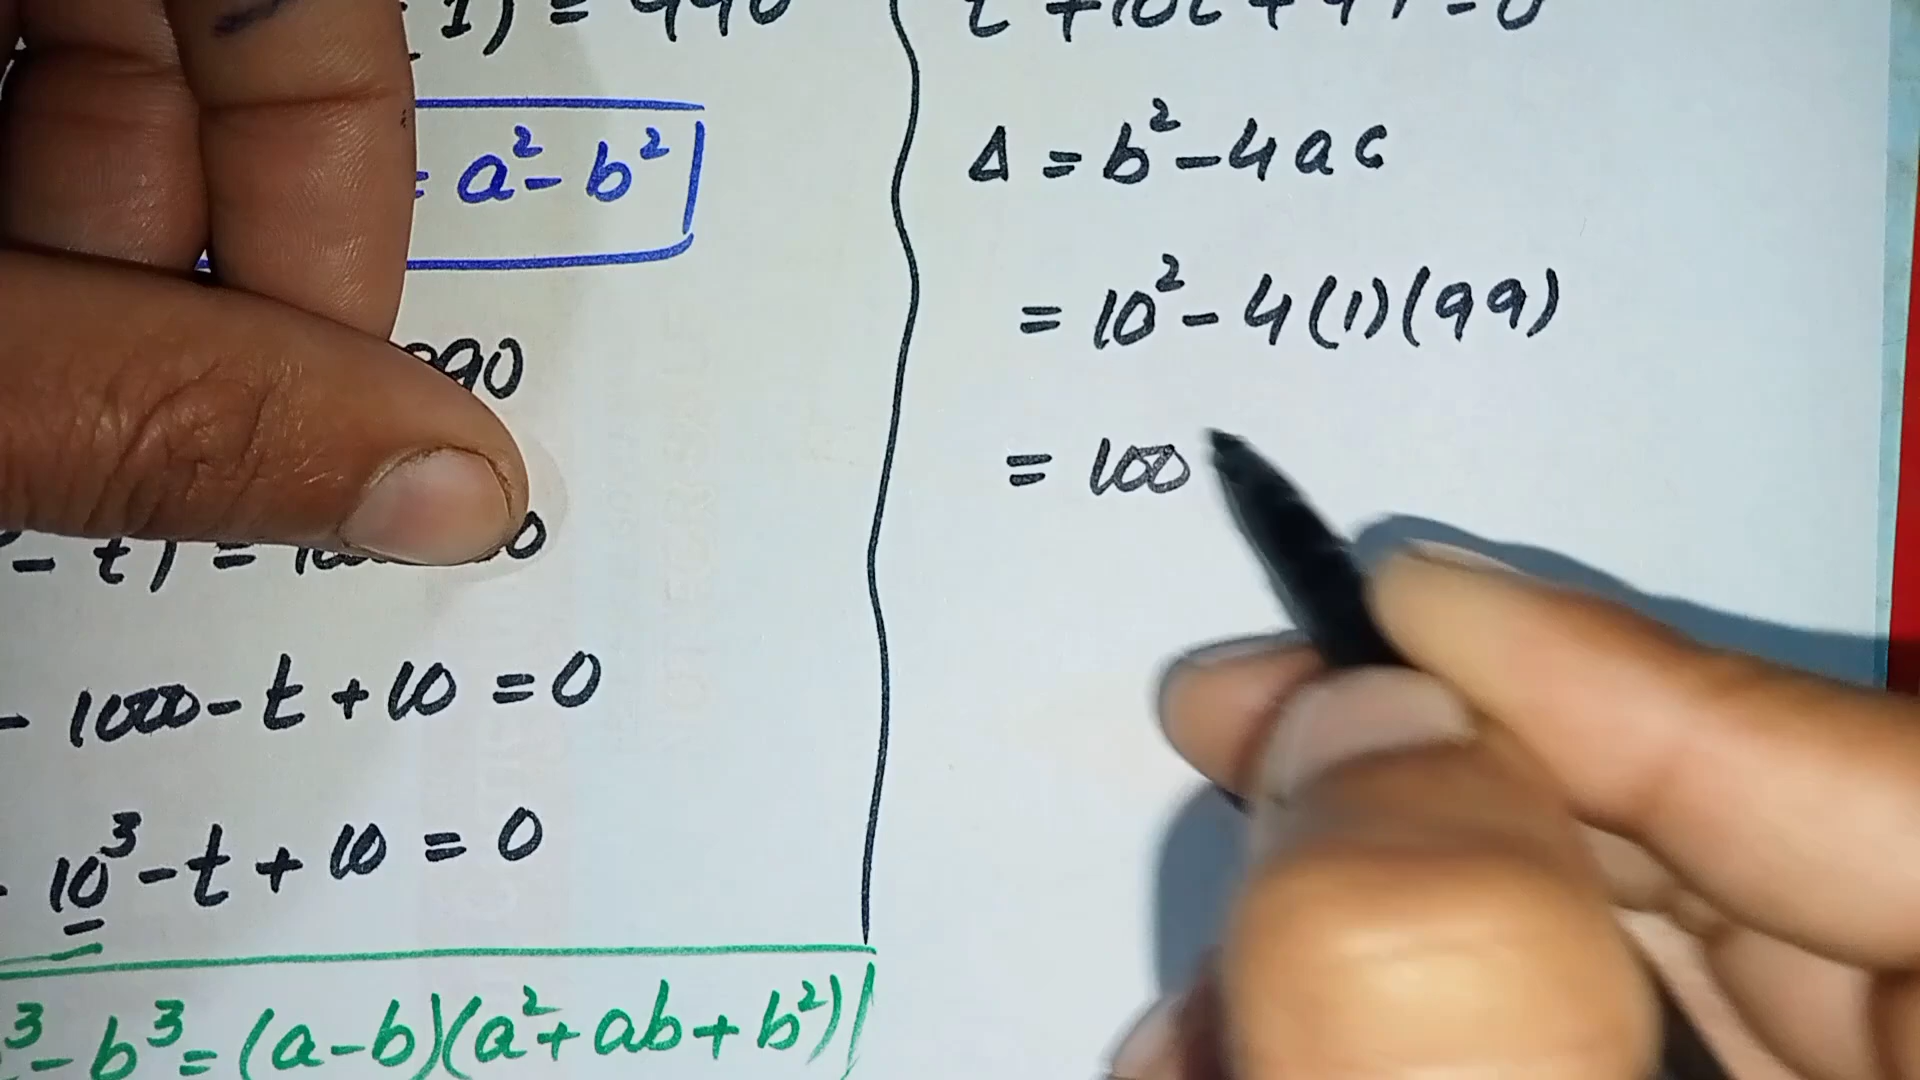 1) = 990
= a² - b²
990
- t) =
- 1000 - t + 10 = 0
- 10³ - t + 10 = 0
³ - b³ = (a - b)(a² + ab + b²)
Δ = b² - 4ac
= 10² - 4(1)(99)
= 100